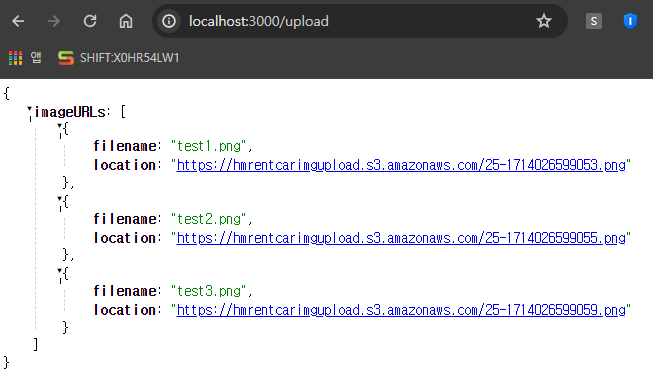 localhost:3000/upload
S
앱
SHIFT:X0HR54LW1
{
imageURLs: [
{
filename: "test1.png",
location: "https://hmrentcarimgupload.s3.amazonaws.com/25-1714026599053.png"
},
{
filename: "test2.png",
location: "https://hmrentcarimgupload.s3.amazonaws.com/25-1714026599055.png"
},
{
filename: "test3.png",
location: "https://hmrentcarimgupload.s3.amazonaws.com/25-1714026599059.png"
}
]
}